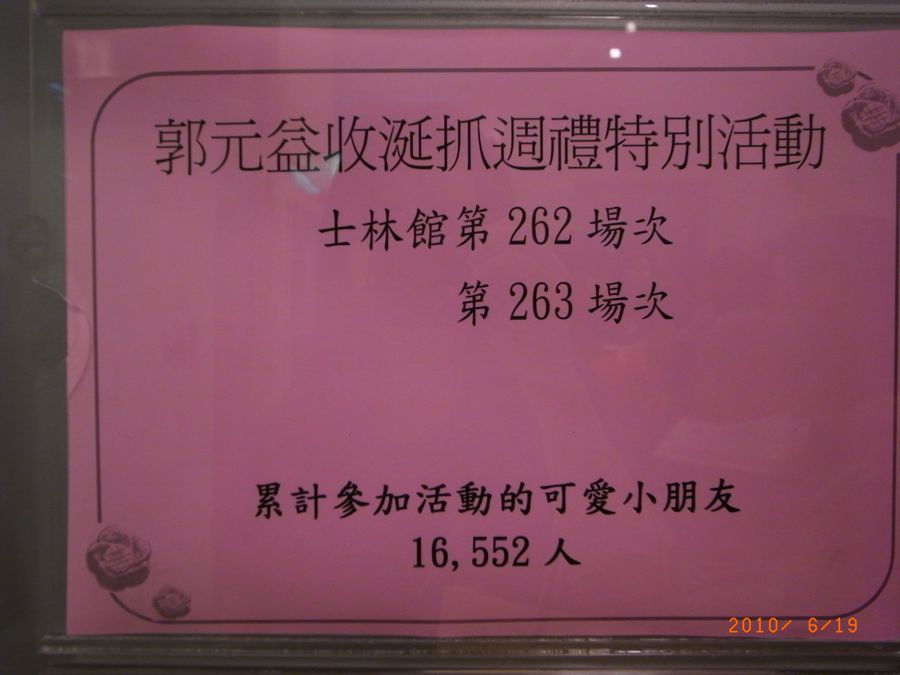 郭元益收涎抓週禮特別活動
士林館第 262 場次
第 263 場次
累計參加活動的可愛小朋友
16,552 人
2010/ 6/19